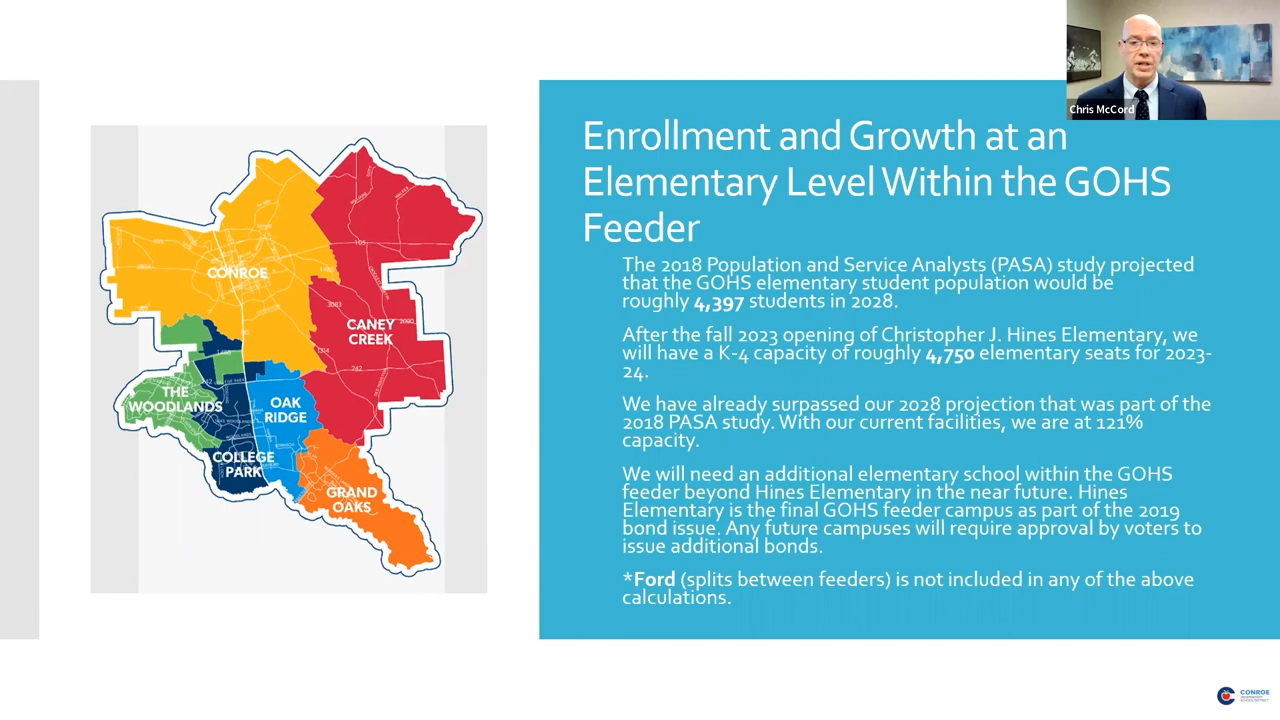 Chris McCord
Enrollment and Growth at an
Elementary Level Within the GOHS
Feeder
The 2018 Population and Service Analysts (PASA) study projected
that the GOHS elementary student population would be
roughly 4,397 students in 2028.
After the fall 2023 opening of Christopher J. Hines Elementary, we
will have a K-4 capacity of roughly 4,750 elementary seats for 2023-
24.
We have already surpassed our 2028 projection that was part of the
2018 PASA study. With our current facilities, we are at 121%
capacity.
We will need an additional elementary school within the GOHS
feeder beyond Hines Elementary in the near future. Hines
Elementary is the final GOHS feeder campus as part of the 2019
bond issue. Any future campuses will require approval by voters to
issue additional bonds.
*Ford (splits between feeders) is not included in any of the above
calculations.
105
CONROE
3083
CANEY
CREEK
2090
1314
242
THE
WOODLANDS
OAK
RIDGE
COLLEGE
PARK
GRAND
OAKS
CONROE
INDEPENDENT
SCHOOL DISTRICT